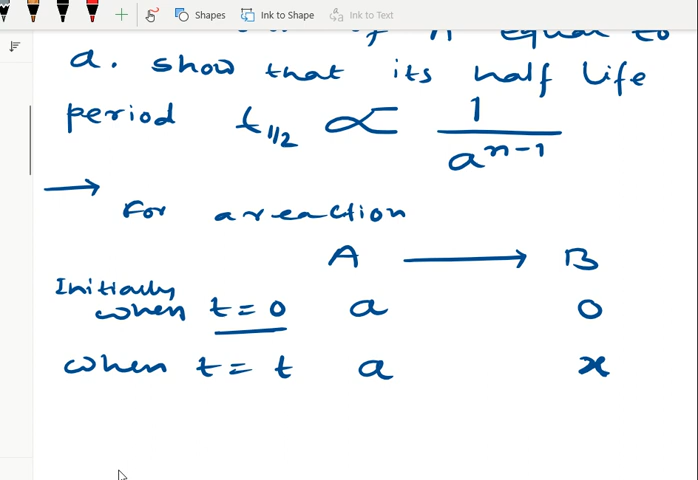 Shapes Ink to Shape Ink to Text
A equal to
a. show that its half life
period t1/2 ∝ 1/a^(n-1)
→ For a reaction
A → B
Initially
when t=0 a 0
when t=t a x